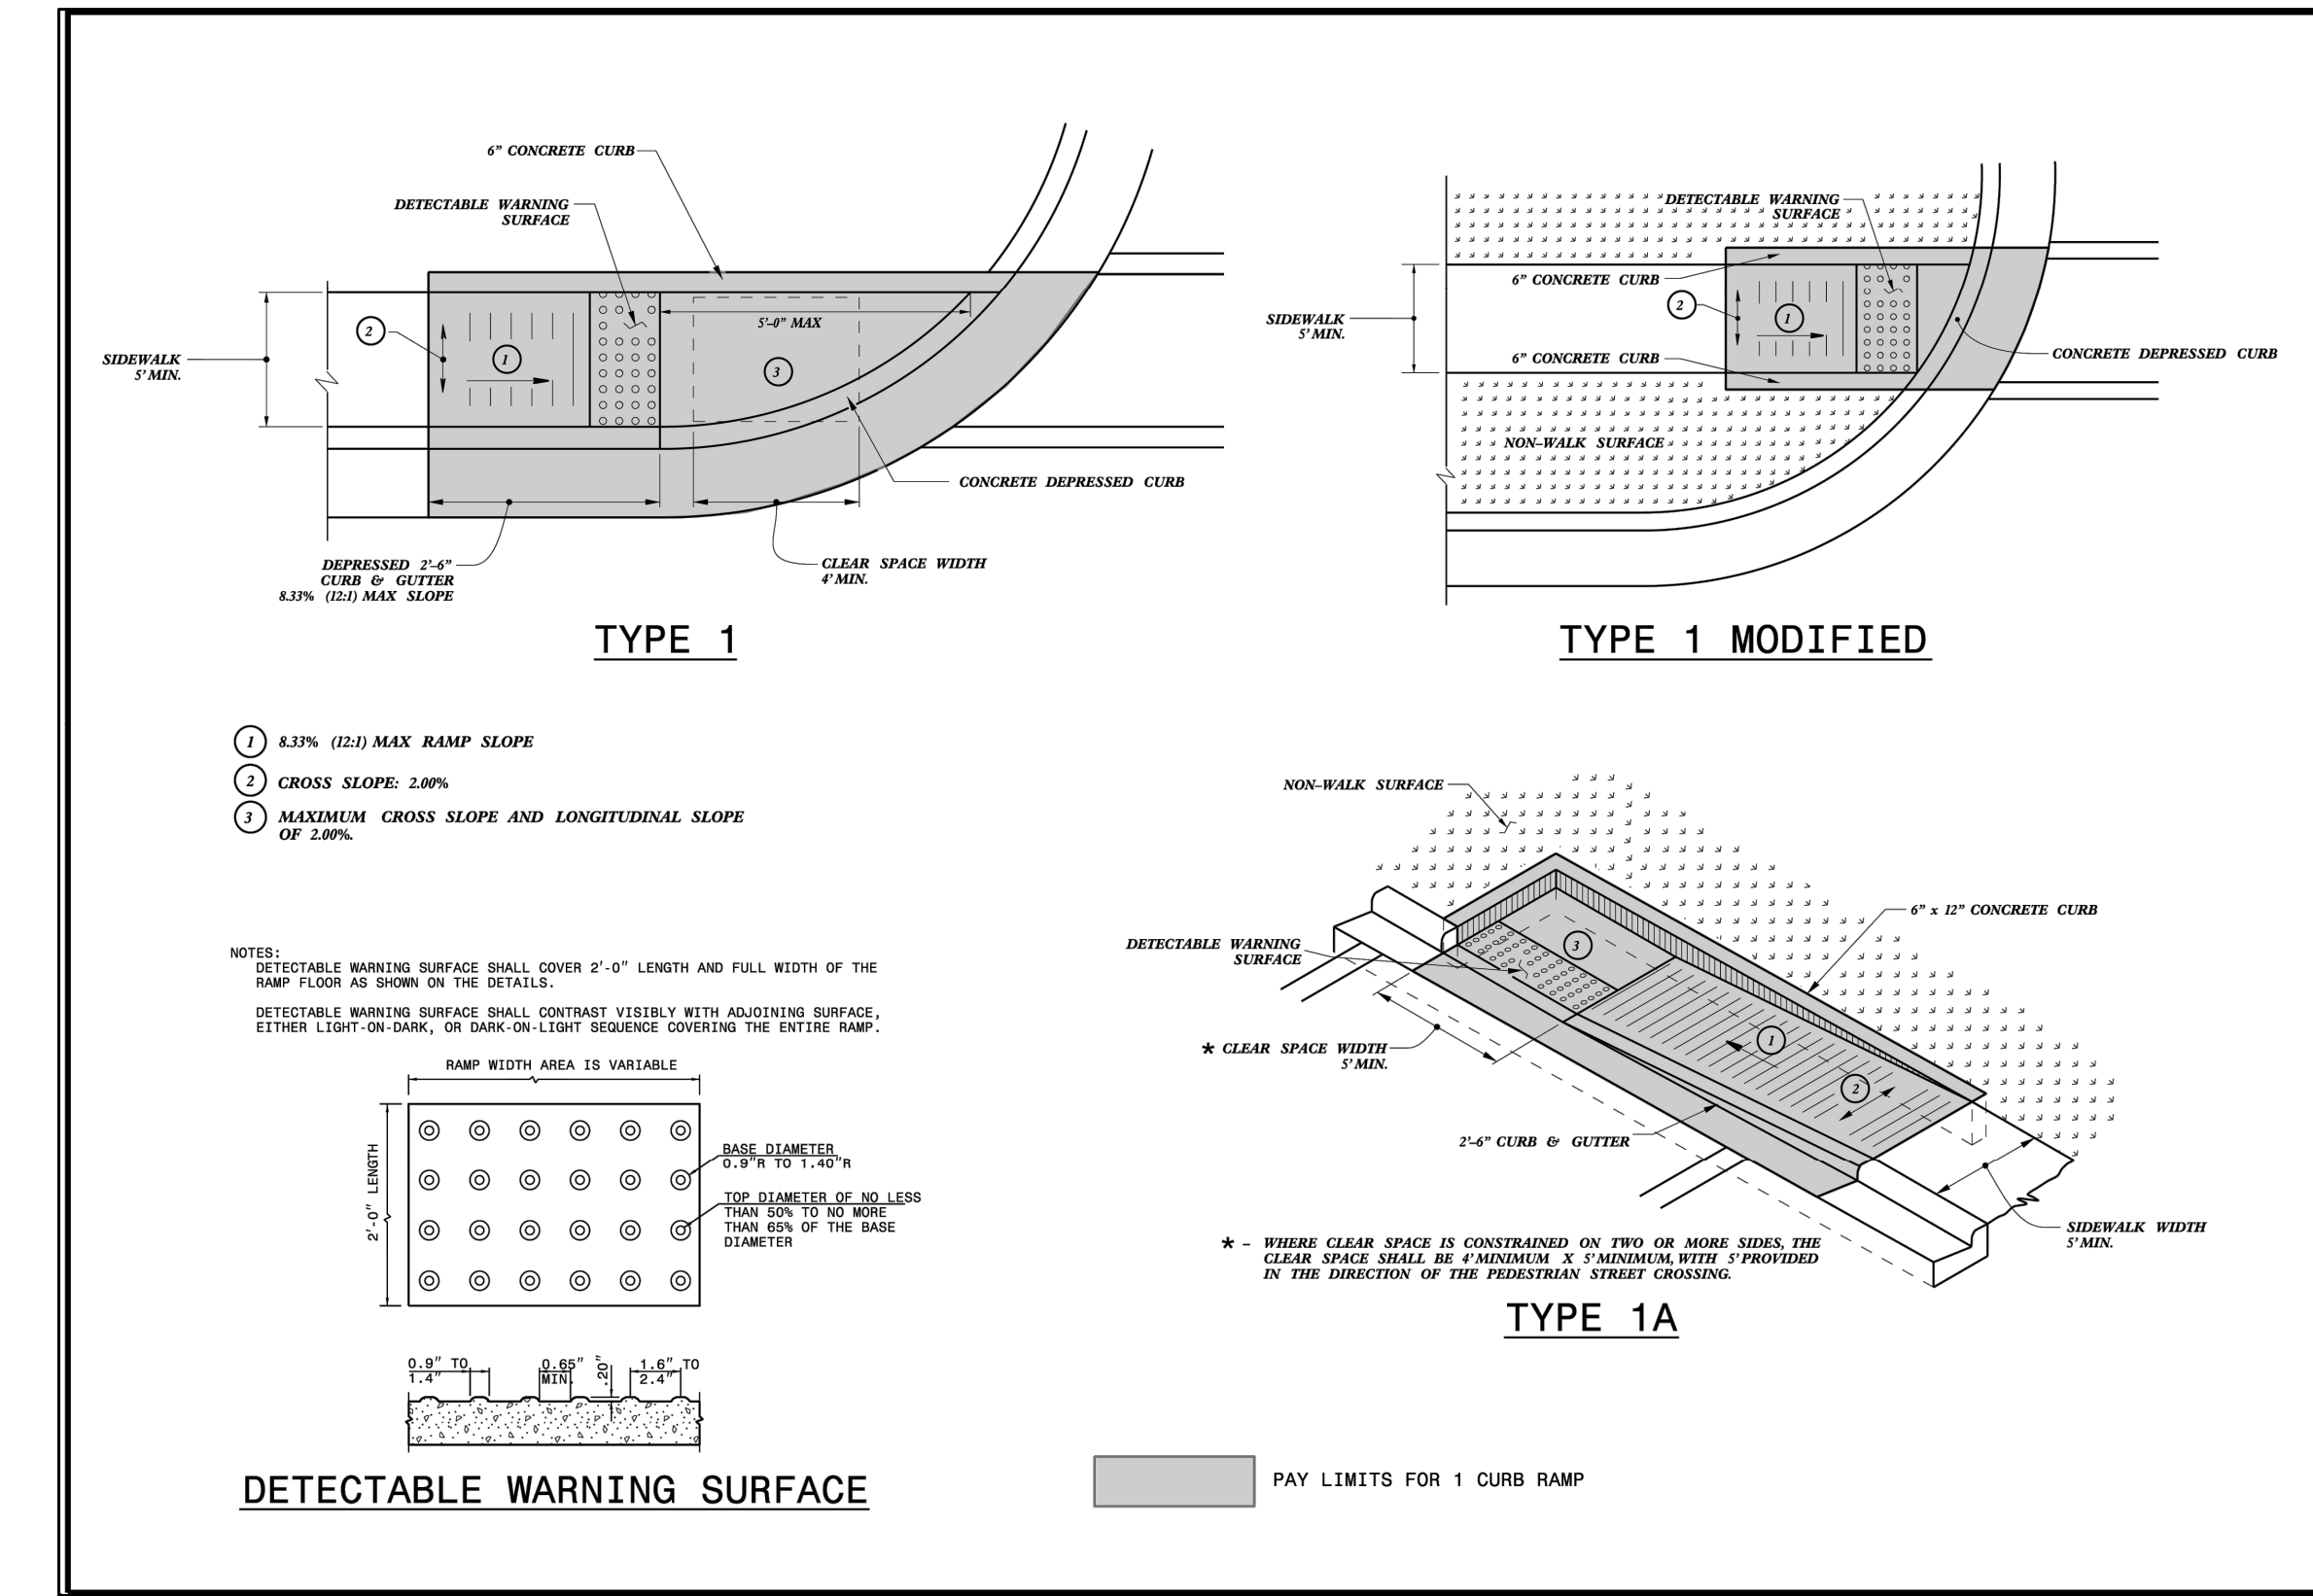 6" CONCRETE CURB
DETECTABLE WARNING
SURFACE
5'-0" MAX
2
1
3
SIDEWALK
5' MIN.
CONCRETE DEPRESSED CURB
DEPRESSED 2'-6"
CURB & GUTTER
8.33% (12:1) MAX SLOPE
CLEAR SPACE WIDTH
4' MIN.
TYPE 1
DETECTABLE WARNING
SURFACE
6" CONCRETE CURB
2
1
SIDEWALK
5' MIN.
6" CONCRETE CURB
CONCRETE DEPRESSED CURB
NON-WALK SURFACE
TYPE 1 MODIFIED
1 8.33% (12:1) MAX RAMP SLOPE
2 CROSS SLOPE: 2.00%
3 MAXIMUM CROSS SLOPE AND LONGITUDINAL SLOPE
OF 2.00%.
NOTES:
DETECTABLE WARNING SURFACE SHALL COVER 2'-0" LENGTH AND FULL WIDTH OF THE
RAMP FLOOR AS SHOWN ON THE DETAILS.
DETECTABLE WARNING SURFACE SHALL CONTRAST VISIBLY WITH ADJOINING SURFACE,
EITHER LIGHT-ON-DARK, OR DARK-ON-LIGHT SEQUENCE COVERING THE ENTIRE RAMP.
RAMP WIDTH AREA IS VARIABLE
2'-0" LENGTH
BASE DIAMETER
0.9"R TO 1.40"R
TOP DIAMETER OF NO LESS
THAN 50% TO NO MORE
THAN 65% OF THE BASE
DIAMETER
0.9" TO
1.4"
0.65"
MIN.
.20"
1.6" TO
2.4"
DETECTABLE WARNING SURFACE
NON-WALK SURFACE
6" x 12" CONCRETE CURB
DETECTABLE WARNING
SURFACE
3
1
2
* CLEAR SPACE WIDTH
5' MIN.
2'-6" CURB & GUTTER
SIDEWALK WIDTH
5' MIN.
* - WHERE CLEAR SPACE IS CONSTRAINED ON TWO OR MORE SIDES, THE
CLEAR SPACE SHALL BE 4' MINIMUM X 5' MINIMUM, WITH 5' PROVIDED
IN THE DIRECTION OF THE PEDESTRIAN STREET CROSSING.
TYPE 1A
PAY LIMITS FOR 1 CURB RAMP